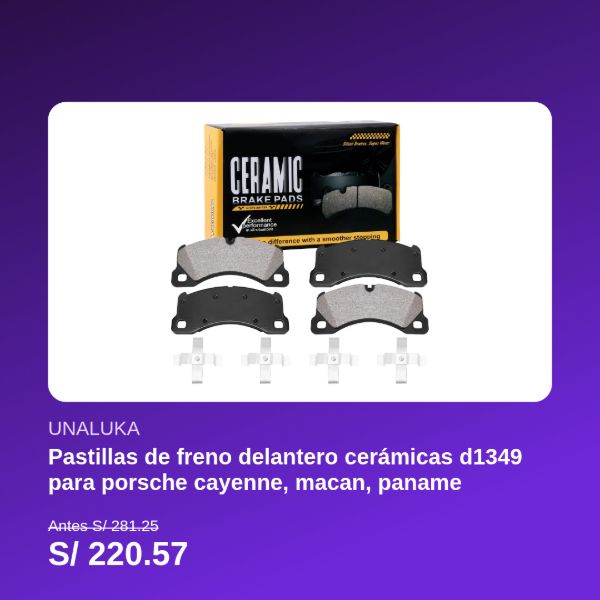 CERAMIC
BRAKE PADS
Excellent
performance
difference with a smoother stopping
UNALUKA
Pastillas de freno delantero cerámicas d1349
para porsche cayenne, macan, paname
Antes S/ 281.25
S/ 220.57